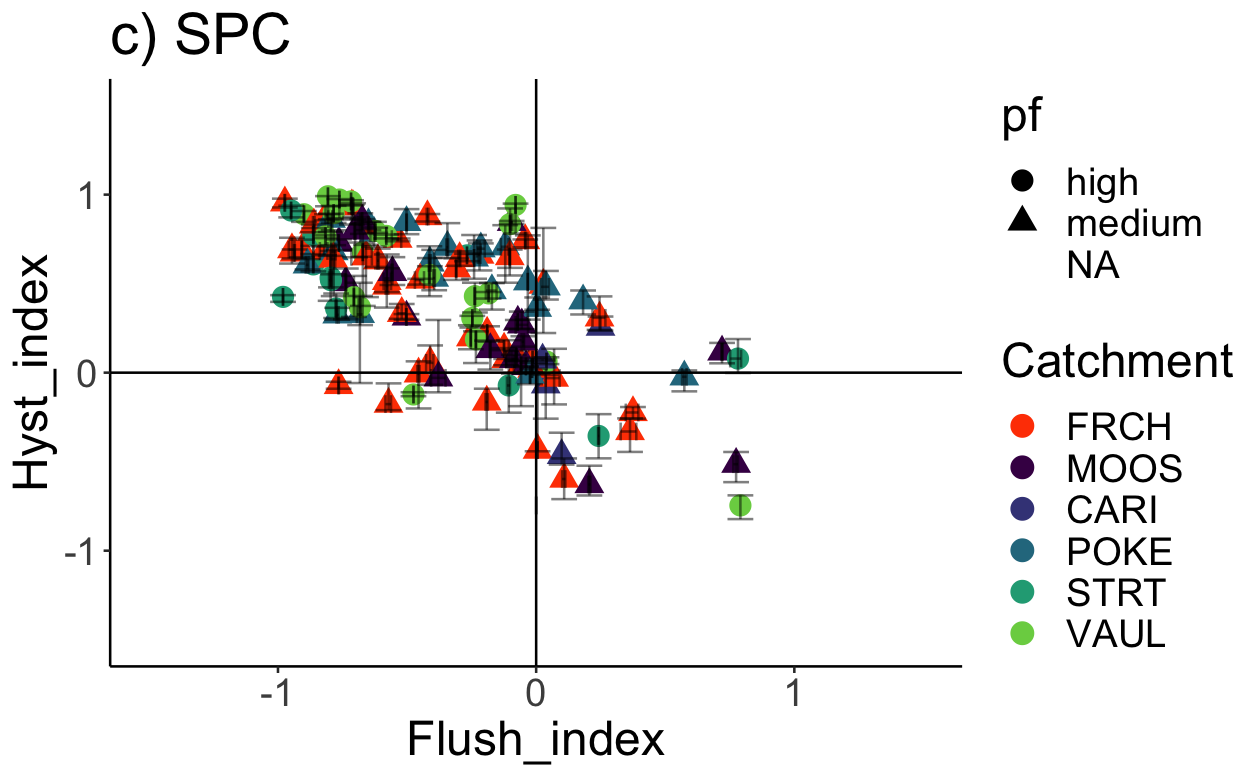 c) SPC
Hyst_index
1
0
-1
-1
0
1
Flush_index
pf
high
medium
NA
Catchment
FRCH
MOOS
CARI
POKE
STRT
VAUL